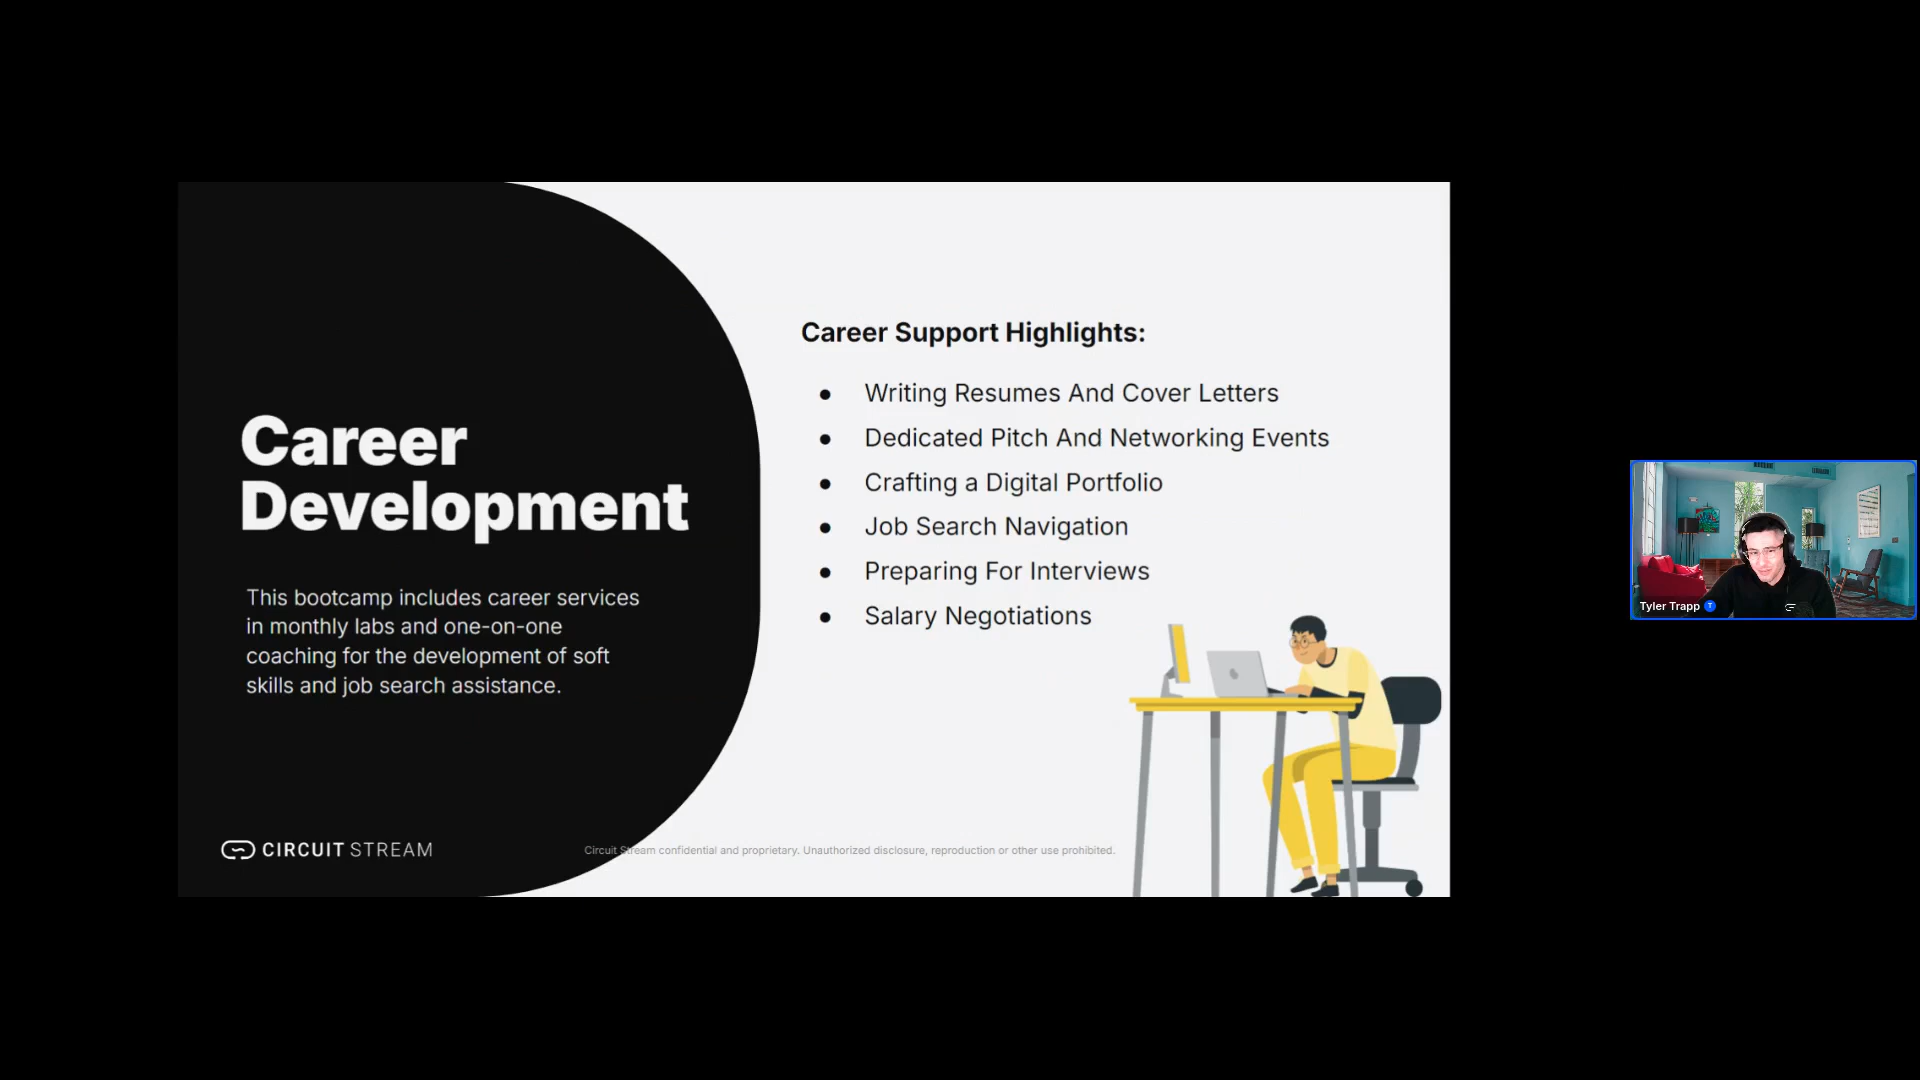 Career
Development
This bootcamp includes career services
in monthly labs and one-on-one
coaching for the development of soft
skills and job search assistance.
CIRCUIT STREAM
Career Support Highlights:
● Writing Resumes And Cover Letters
● Dedicated Pitch And Networking Events
● Crafting a Digital Portfolio
● Job Search Navigation
● Preparing For Interviews
● Salary Negotiations
Circuit Stream confidential and proprietary. Unauthorized disclosure, reproduction or other use prohibited.
Tyler Trapp T